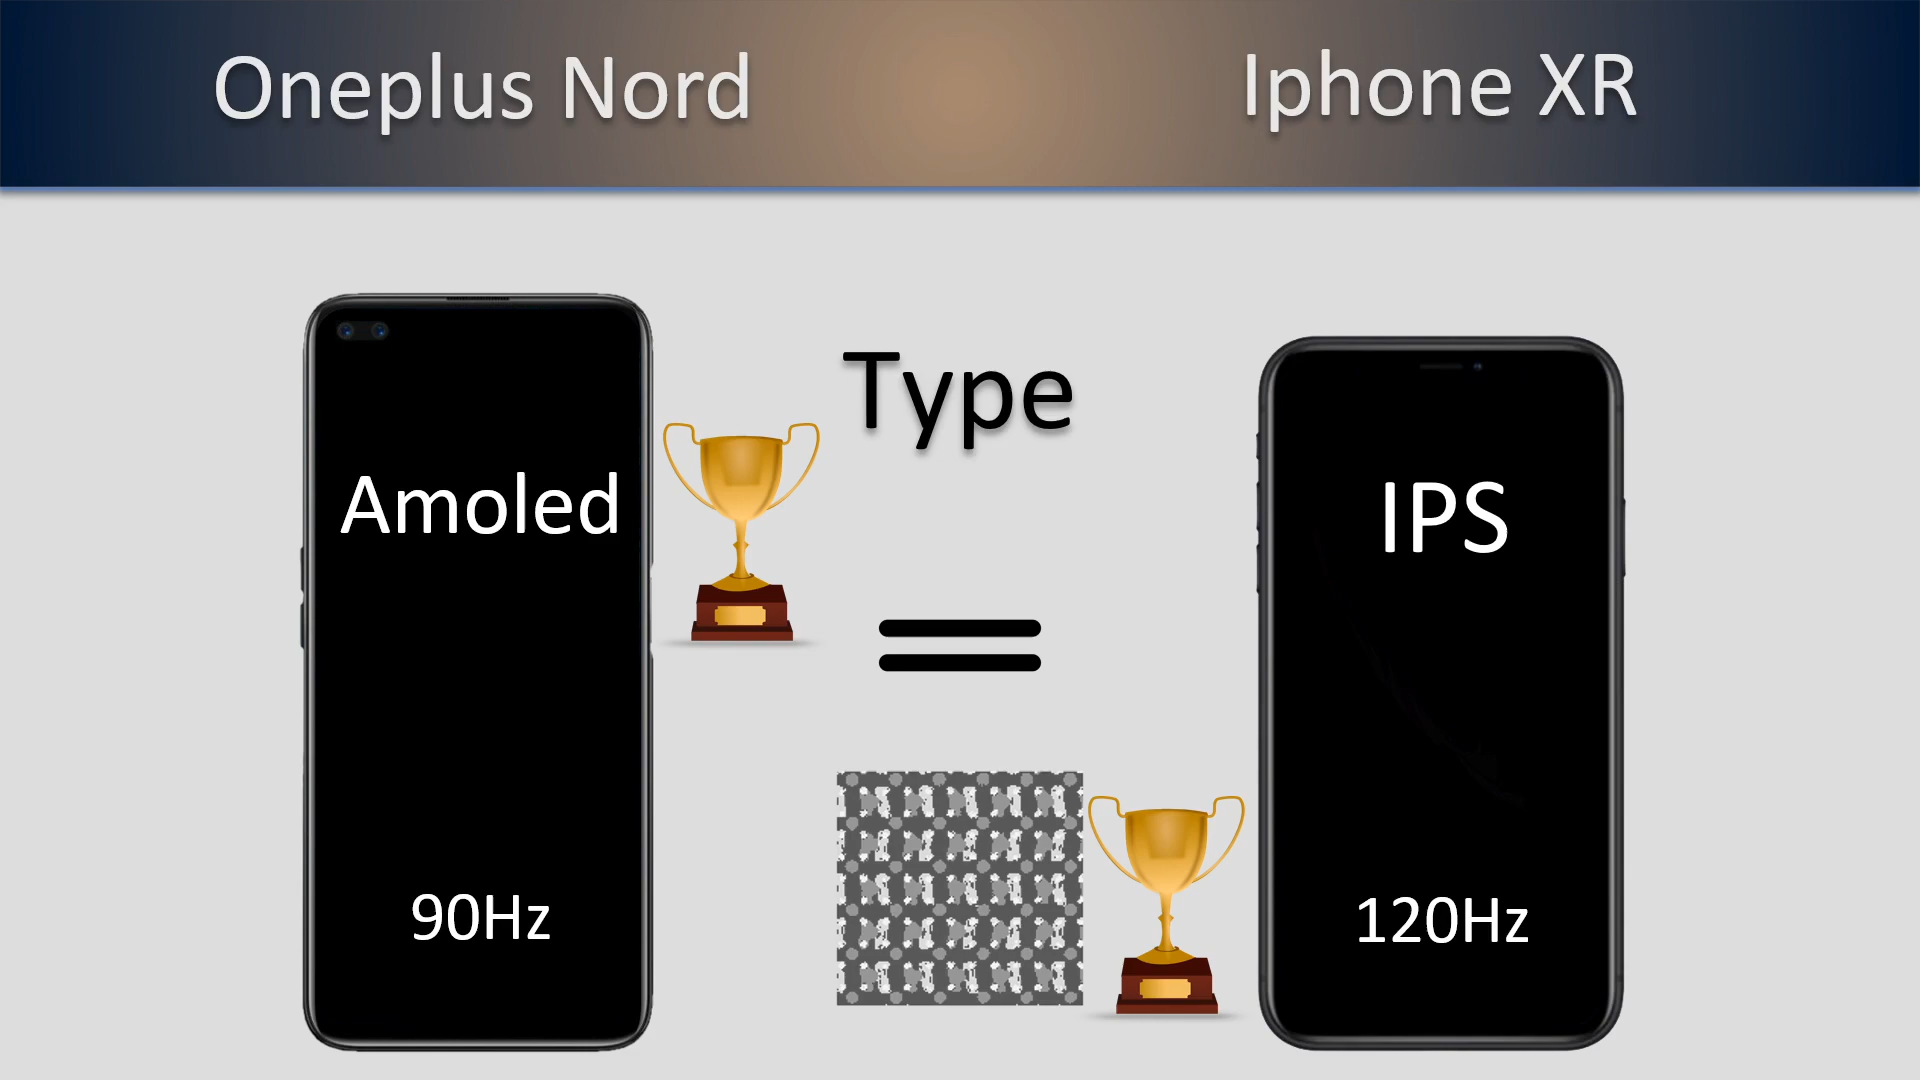 Oneplus Nord
Iphone XR
Type
Amoled
IPS
90Hz
120Hz